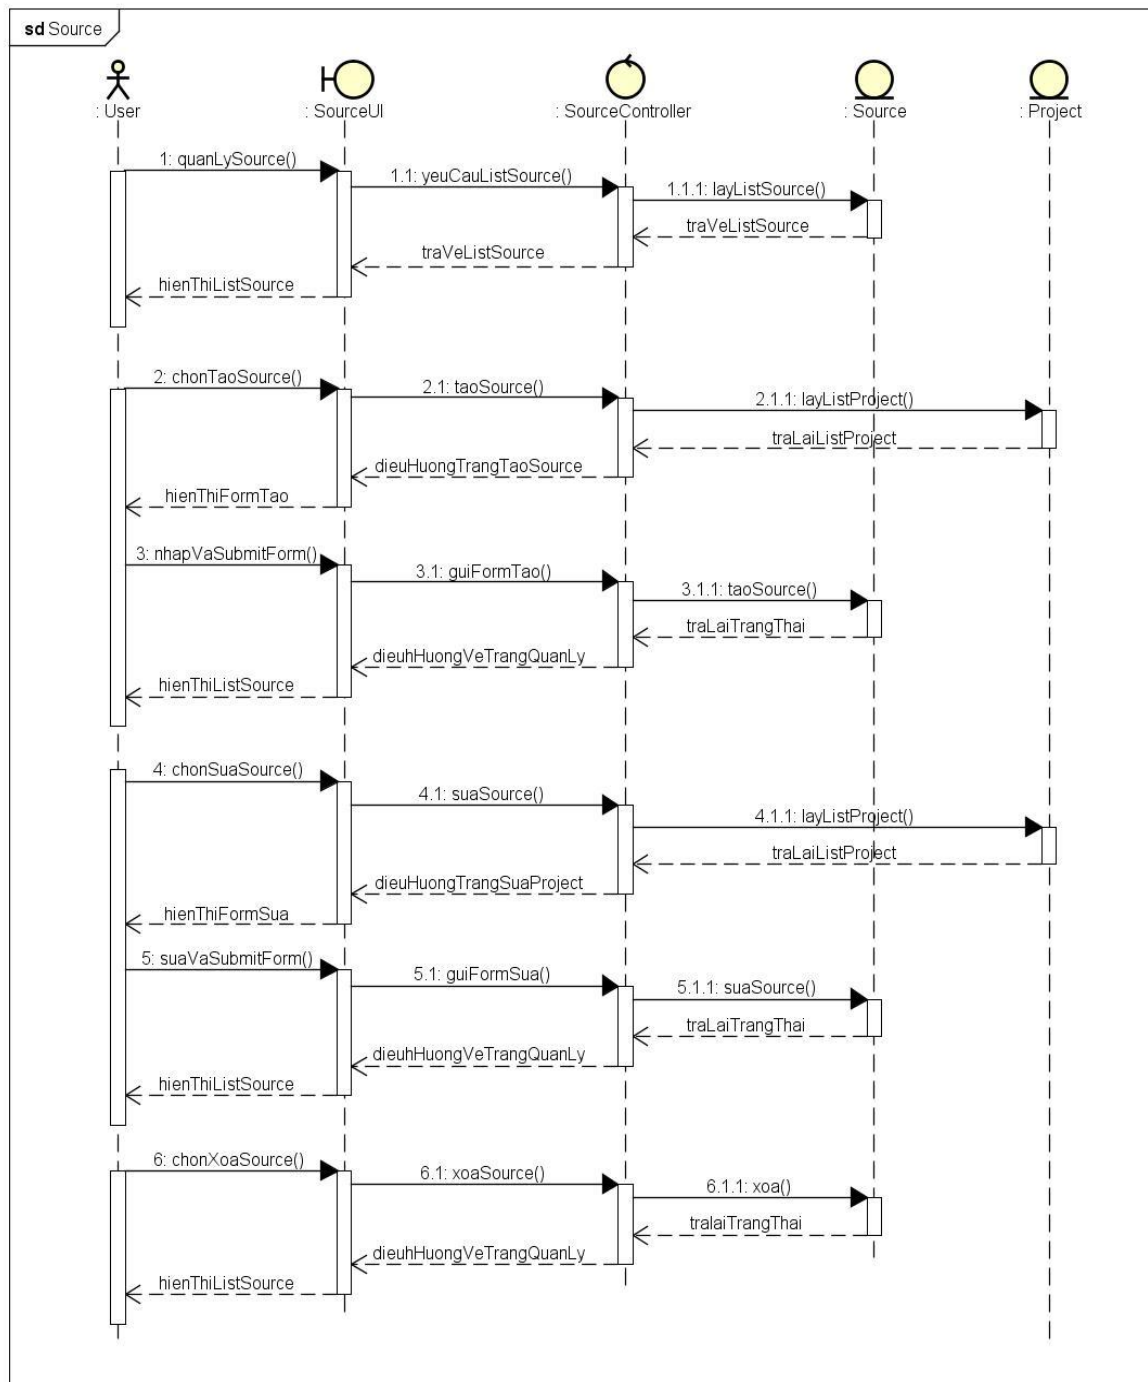 sd Source
: User
: SourceUI
: SourceController
: Source
: Project
1: quanLySource()
1.1: yeuCauListSource()
1.1.1: layListSource()
traVeListSource
traVeListSource
hienThiListSource
2: chonTaoSource()
2.1: taoSource()
2.1.1: layListProject()
traLaiListProject
dieuHuongTrangTaoSource
hienThiFormTao
3: nhapVaSubmitForm()
3.1: guiFormTao()
3.1.1: taoSource()
traLaiTrangThai
dieuhHuongVeTrangQuanLy
hienThiListSource
4: chonSuaSource()
4.1: suaSource()
4.1.1: layListProject()
traLaiListProject
dieuHuongTrangSuaProject
hienThiFormSua
5: suaVaSubmitForm()
5.1: guiFormSua()
5.1.1: suaSource()
traLaiTrangThai
dieuhHuongVeTrangQuanLy
hienThiListSource
6: chonXoaSource()
6.1: xoaSource()
6.1.1: xoa()
tralaiTrangThai
dieuhHuongVeTrangQuanLy
hienThiListSource